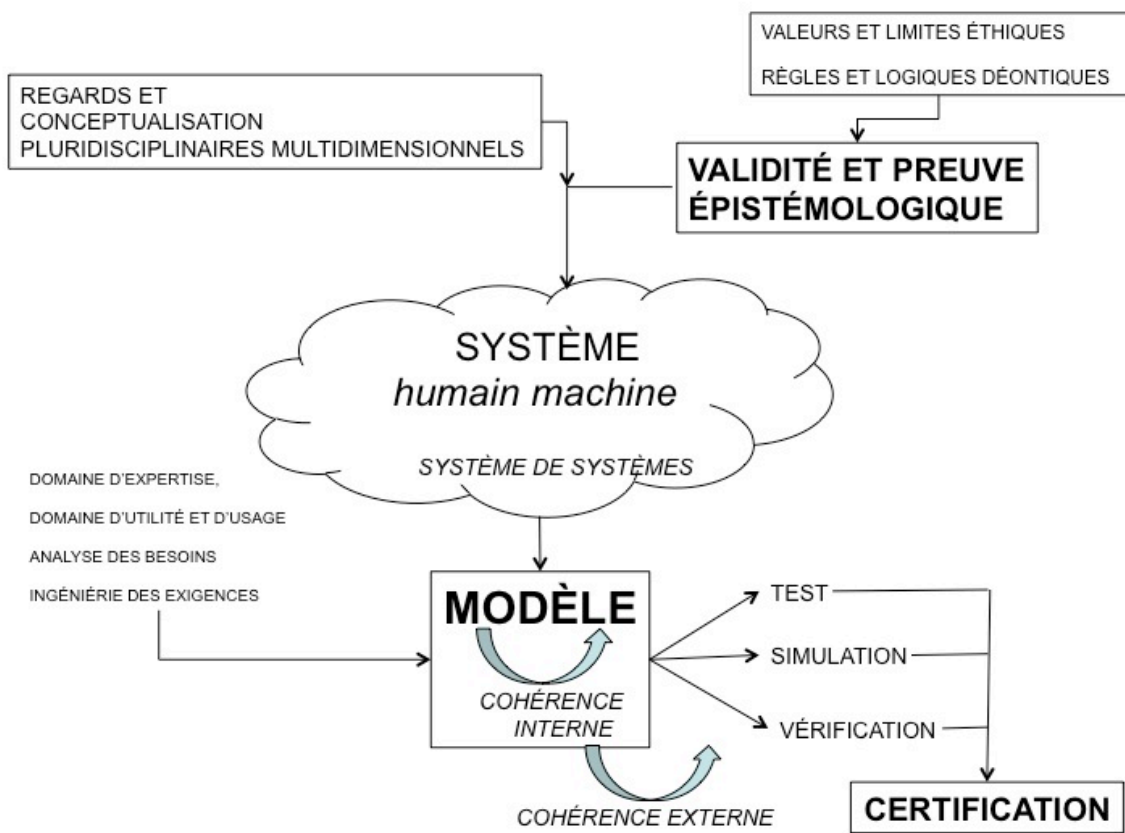 VALEURS ET LIMITES ÉTHIQUES
RÈGLES ET LOGIQUES DÉONTIQUES
REGARDS ET
CONCEPTUALISATION
PLURIDISCIPLINAIRES MULTIDIMENSIONNELS
VALIDITÉ ET PREUVE
ÉPISTÉMOLOGIQUE
SYSTÈME
humain machine
SYSTÈME DE SYSTÈMES
DOMAINE D'EXPERTISE,
DOMAINE D'UTILITÉ ET D'USAGE
ANALYSE DES BESOINS
INGÉNIÉRIE DES EXIGENCES
MODÈLE
COHÉRENCE
INTERNE
COHÉRENCE EXTERNE
TEST
SIMULATION
VÉRIFICATION
CERTIFICATION